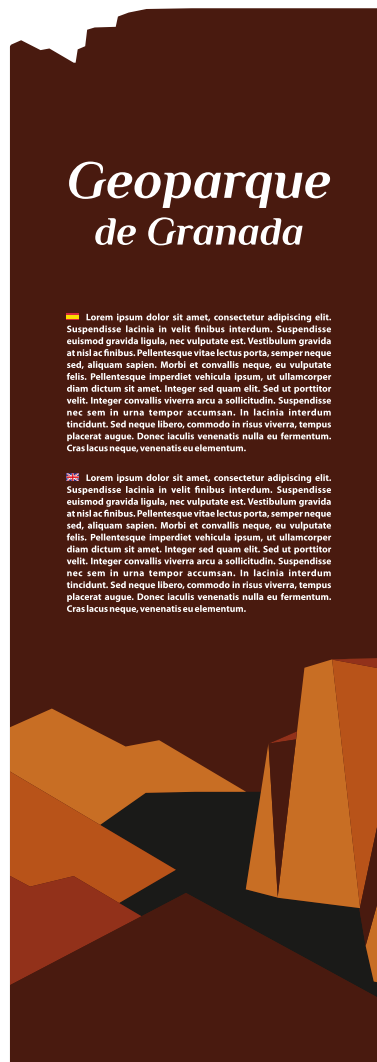 Geoparque
de Granada
Lorem ipsum dolor sit amet, consectetur adipiscing elit.
Suspendisse lacinia in velit finibus interdum. Suspendisse
euismod gravida ligula, nec vulputate est. Vestibulum gravida
at nisl ac finibus. Pellentesque vitae lectus porta, semper neque
sed, aliquam sapien. Morbi et convallis neque, eu vulputate
felis. Pellentesque imperdiet vehicula ipsum, ut ullamcorper
diam dictum sit amet. Integer sed quam elit. Sed ut porttitor
velit. Integer convallis viverra arcu a sollicitudin. Suspendisse
nec sem in urna tempor accumsan. In lacinia interdum
tincidunt. Sed neque libero, commodo in risus viverra, tempus
placerat augue. Donec iaculis venenatis nulla eu fermentum.
Cras lacus neque, venenatis eu elementum.
Lorem ipsum dolor sit amet, consectetur adipiscing elit.
Suspendisse lacinia in velit finibus interdum. Suspendisse
euismod gravida ligula, nec vulputate est. Vestibulum gravida
at nisl ac finibus. Pellentesque vitae lectus porta, semper neque
sed, aliquam sapien. Morbi et convallis neque, eu vulputate
felis. Pellentesque imperdiet vehicula ipsum, ut ullamcorper
diam dictum sit amet. Integer sed quam elit. Sed ut porttitor
velit. Integer convallis viverra arcu a sollicitudin. Suspendisse
nec sem in urna tempor accumsan. In lacinia interdum
tincidunt. Sed neque libero, commodo in risus viverra, tempus
placerat augue. Donec iaculis venenatis nulla eu fermentum.
Cras lacus neque, venenatis eu elementum.